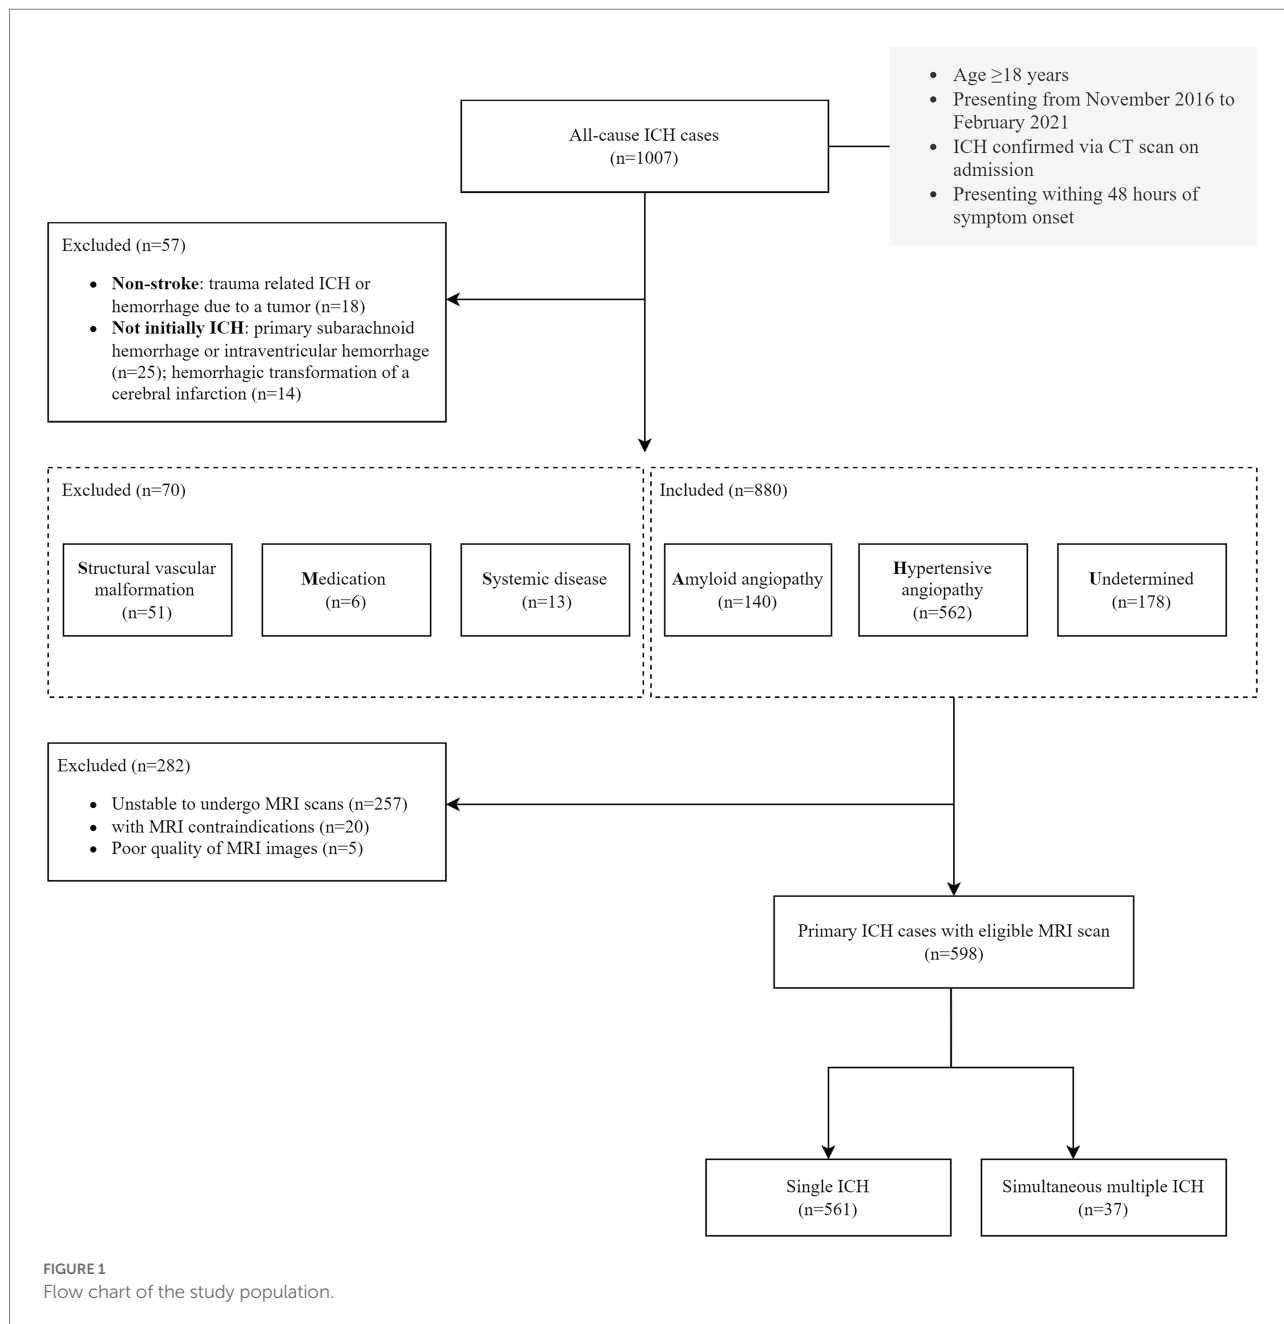 All-cause ICH cases
(n=1007)
• Age ≥18 years
• Presenting from November 2016 to
February 2021
• ICH confirmed via CT scan on
admission
• Presenting withing 48 hours of
symptom onset
Excluded (n=57)
• Non-stroke: trauma related ICH or
hemorrhage due to a tumor (n=18)
• Not initially ICH: primary subarachnoid
hemorrhage or intraventricular hemorrhage
(n=25); hemorrhagic transformation of a
cerebral infarction (n=14)
Excluded (n=70)
Structural vascular
malformation
(n=51)
Medication
(n=6)
Systemic disease
(n=13)
Included (n=880)
Amyloid angiopathy
(n=140)
Hypertensive
angiopathy
(n=562)
Undetermined
(n=178)
Excluded (n=282)
• Unstable to undergo MRI scans (n=257)
• with MRI contraindications (n=20)
• Poor quality of MRI images (n=5)
Primary ICH cases with eligible MRI scan
(n=598)
Single ICH
(n=561)
Simultaneous multiple ICH
(n=37)
FIGURE 1
Flow chart of the study population.